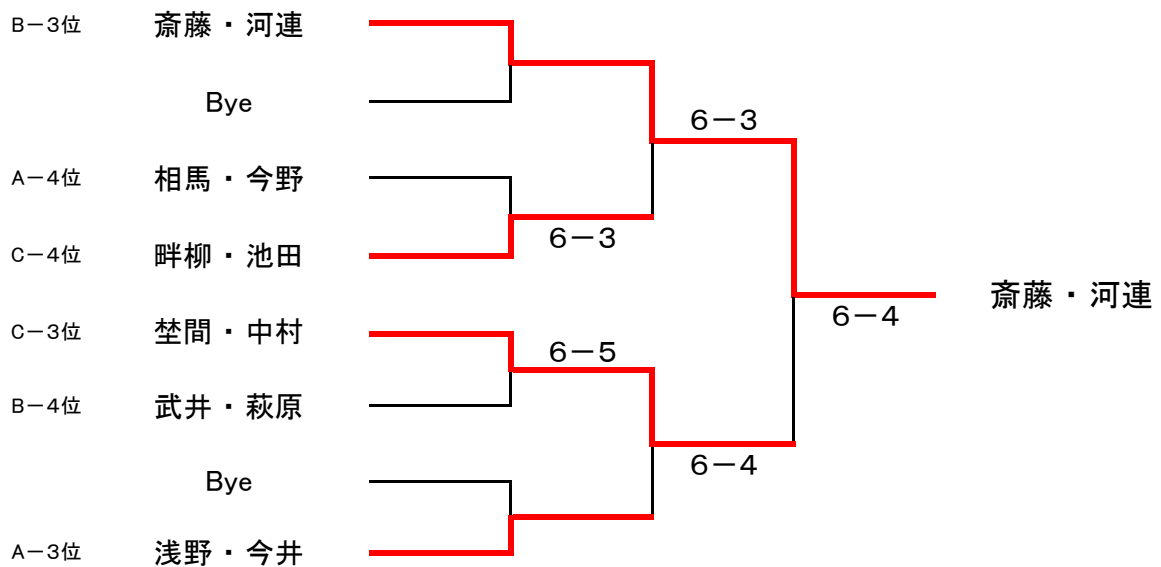 B－3位 斎藤・河連
Bye
6－3
A－4位 相馬・今野
6－3
C－4位 畔柳・池田
斎藤・河連
6－4
C－3位 埜間・中村
6－5
B－4位 武井・萩原
6－4
Bye
A－3位 浅野・今井